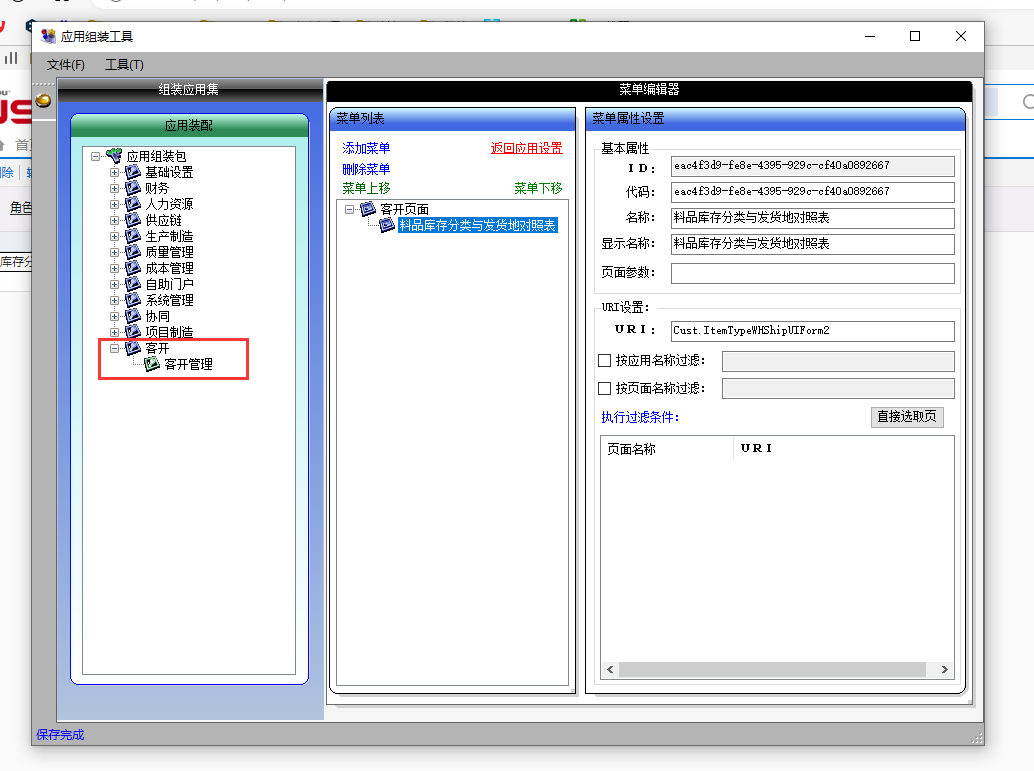 应用组装工具
文件(F) 工具(T)
组装应用集
菜单编辑器
应用装配
应用组装包
基础设置
财务
人力资源
供应链
生产制造
质量管理
成本管理
自助门户
系统管理
协同
项目制造
客开
客开管理
菜单列表
添加菜单 返回应用设置
删除菜单
菜单上移 菜单下移
客开页面
料品库存分类与发货地对照表
菜单属性设置
基本属性
ID: eac4f3d9-fe8e-4395-929c-cf40a0892667
代码: eac4f3d9-fe8e-4395-929c-cf40a0892667
名称: 料品库存分类与发货地对照表
显示名称: 料品库存分类与发货地对照表
页面参数:
URI设置:
URI: Cust.ItemTypeWHShipUIForm2
按应用名称过滤:
按页面名称过滤:
执行过滤条件: 直接选取页
页面名称 URI
保存完成
角色
库存分